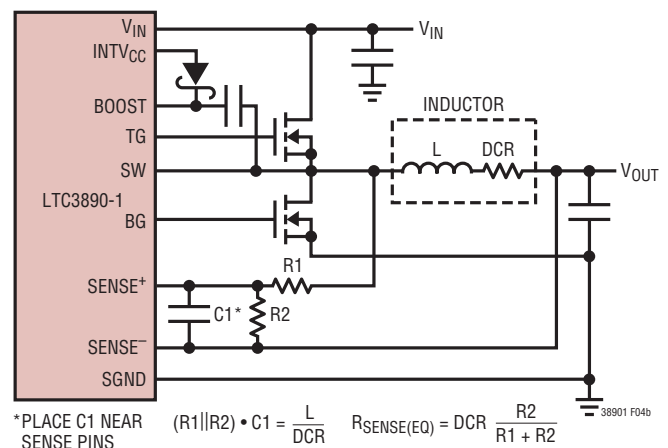 V_IN
V_IN
INTV_CC
BOOST
INDUCTOR
TG
L
DCR
SW
V_OUT
LTC3890-1
BG
R1
SENSE⁺
C1*
R2
SENSE⁻
SGND
*PLACE C1 NEAR
SENSE PINS
(R1||R2) • C1 = L / DCR
R_SENSE(EQ) = DCR R2 / R1 + R2
38901 F04b